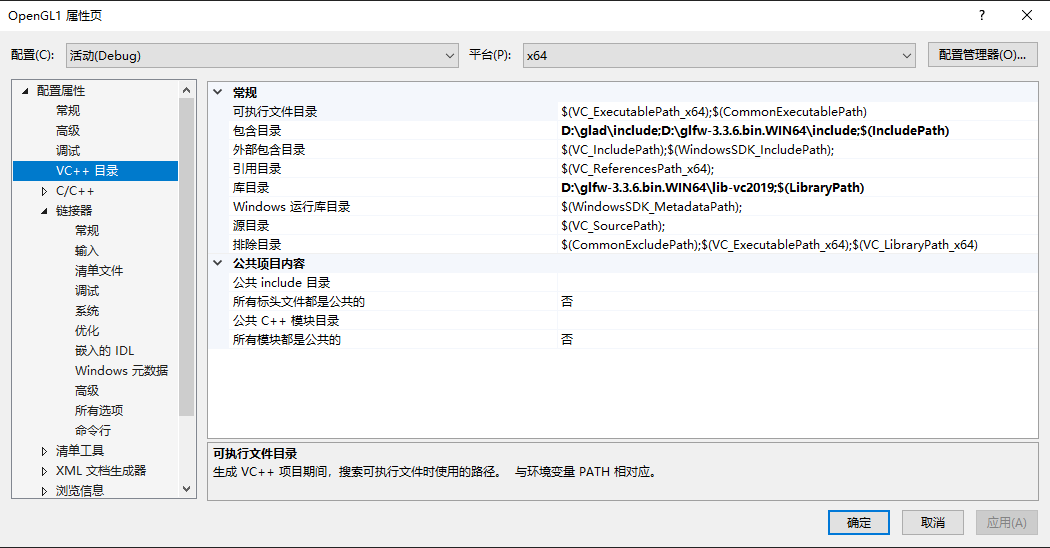 OpenGL1 属性页
配置(C): 活动(Debug) 平台(P): x64 配置管理器(O)...
配置属性
常规
高级
调试
VC++ 目录
C/C++
链接器
常规
输入
清单文件
调试
系统
优化
嵌入的 IDL
Windows 元数据
高级
所有选项
命令行
清单工具
XML 文档生成器
浏览信息
常规
可执行文件目录 $(VC_ExecutablePath_x64);$(CommonExecutablePath)
包含目录 D:\glad\include;D:\glfw-3.3.6.bin.WIN64\include;$(IncludePath)
外部包含目录 $(VC_IncludePath);$(WindowsSDK_IncludePath);
引用目录 $(VC_ReferencesPath_x64);
库目录 D:\glfw-3.3.6.bin.WIN64\lib-vc2019;$(LibraryPath)
Windows 运行库目录 $(WindowsSDK_MetadataPath);
源目录 $(VC_SourcePath);
排除目录 $(CommonExcludePath);$(VC_ExecutablePath_x64);$(VC_LibraryPath_x64)
公共项目内容
公共 include 目录
所有标头文件都是公共的 否
公共 C++ 模块目录
所有模块都是公共的 否
可执行文件目录
生成 VC++ 项目期间，搜索可执行文件时使用的路径。 与环境变量 PATH 相对应。
确定 取消 应用(A)